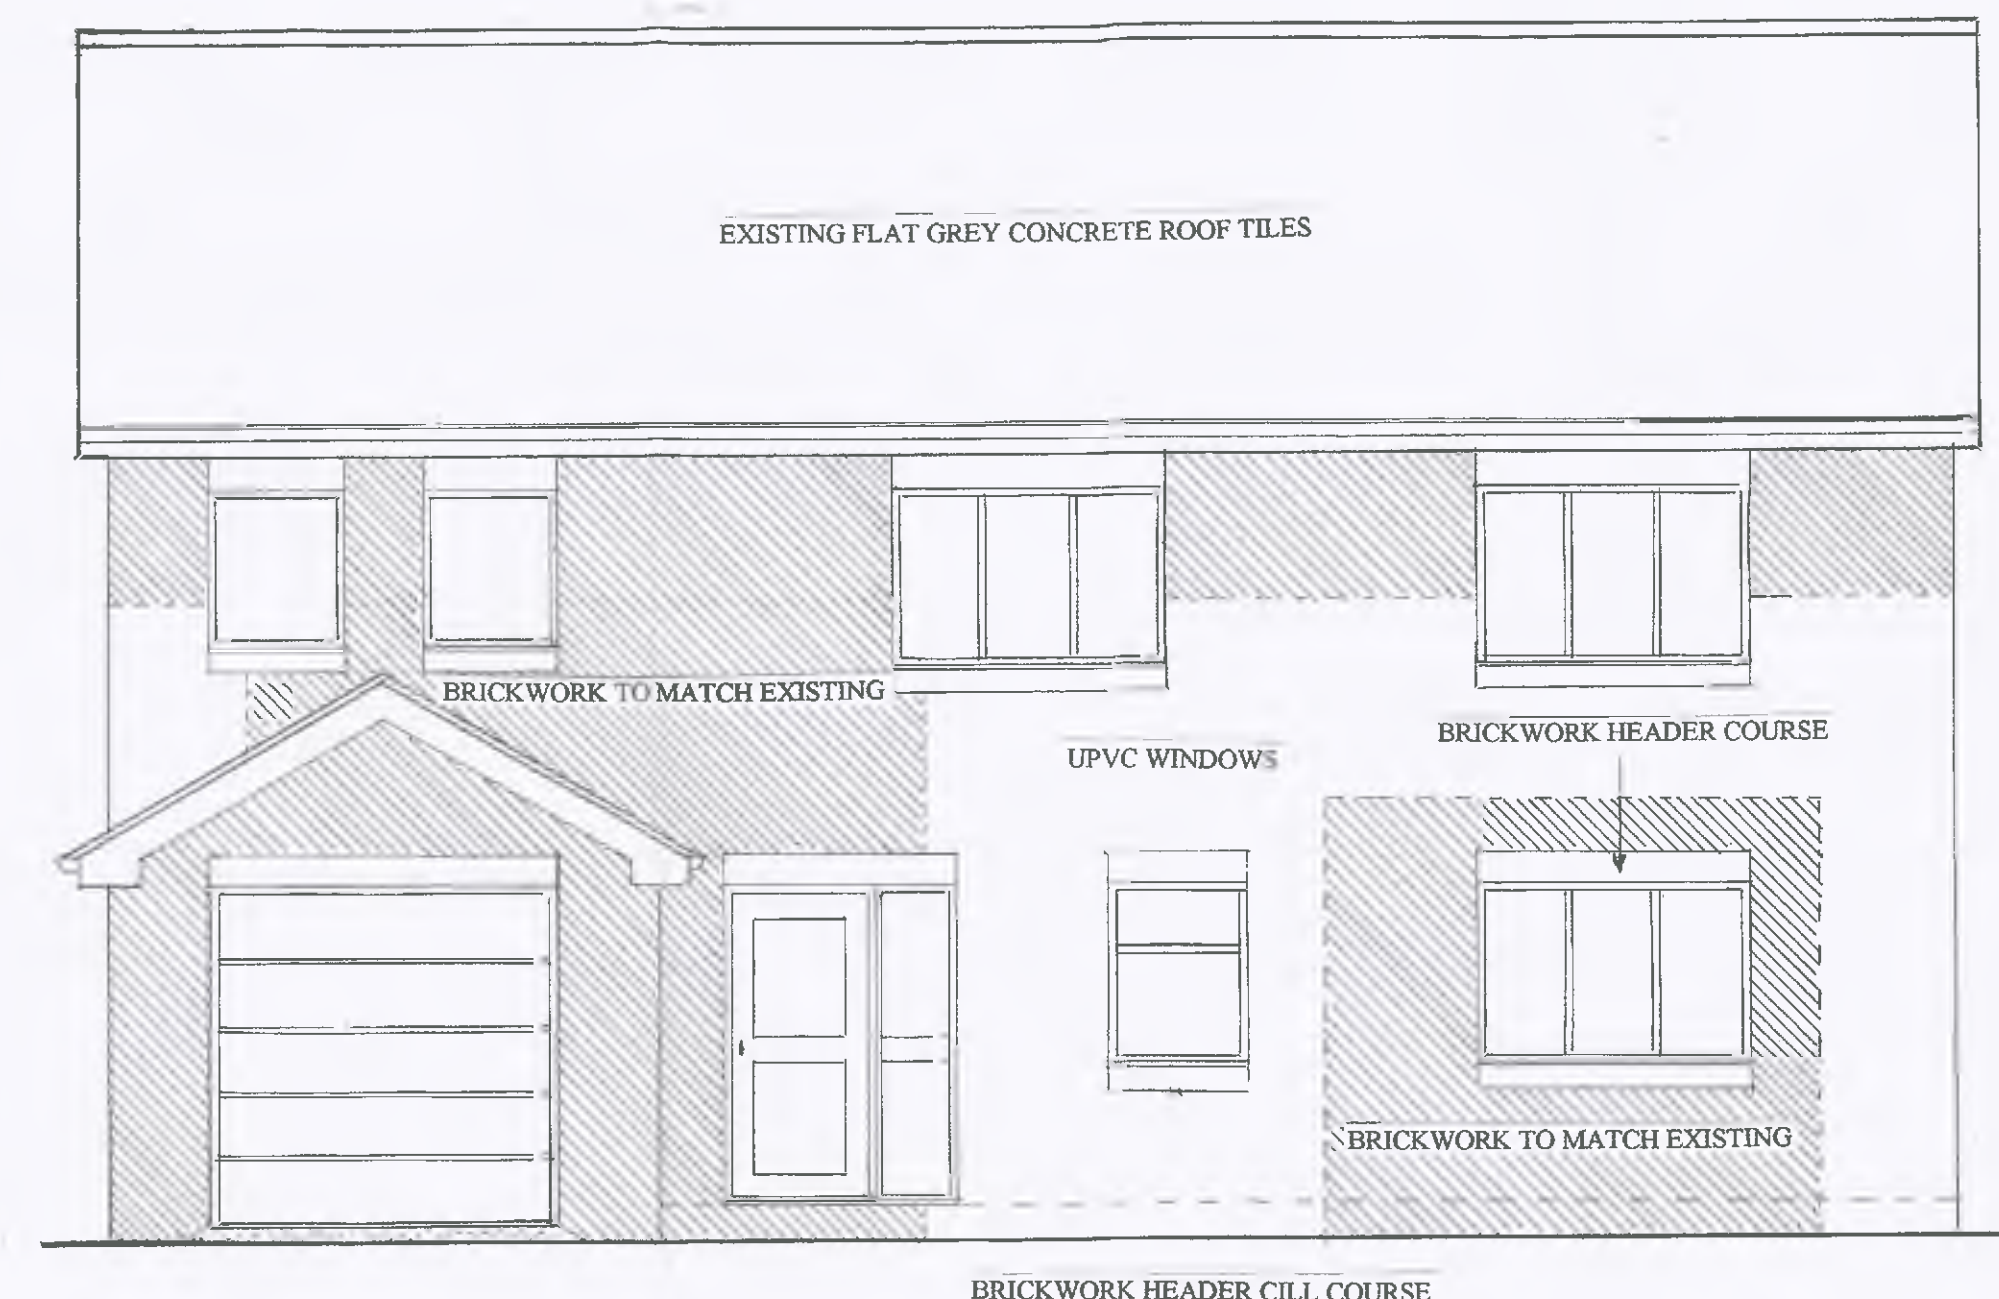 EXISTING FLAT GREY CONCRETE ROOF TILES
BRICKWORK TO MATCH EXISTING
BRICKWORK HEADER COURSE
UPVC WINDOWS
BRICKWORK TO MATCH EXISTING
BRICKWORK HEADER CILL COURSE